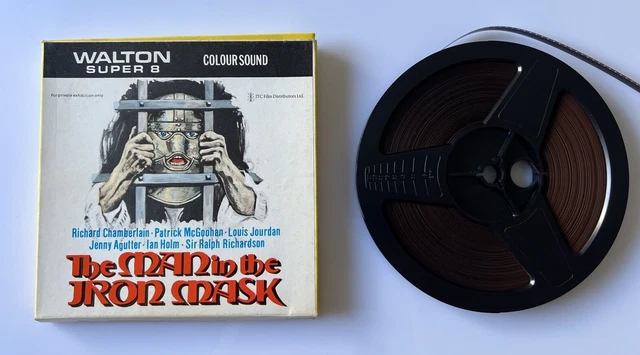 WALTON
SUPER 8
COLOUR SOUND
For private exhibition only
ITC Film Distributors Ltd.
Richard Chamberlain · Patrick McGoohan · Louis Jourdan
Jenny Agutter · Ian Holm · Sir Ralph Richardson
The MAN in the
IRON MASK